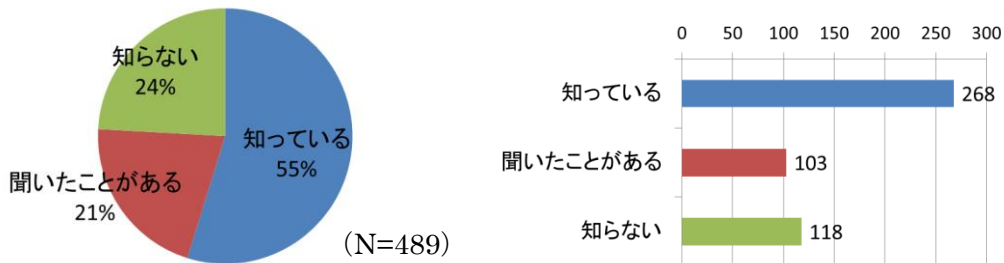 知らない
24%
知っている
55%
聞いたことがある
21%
(N=489)
0 50 100 150 200 250 300
知っている 268
聞いたことがある 103
知らない 118